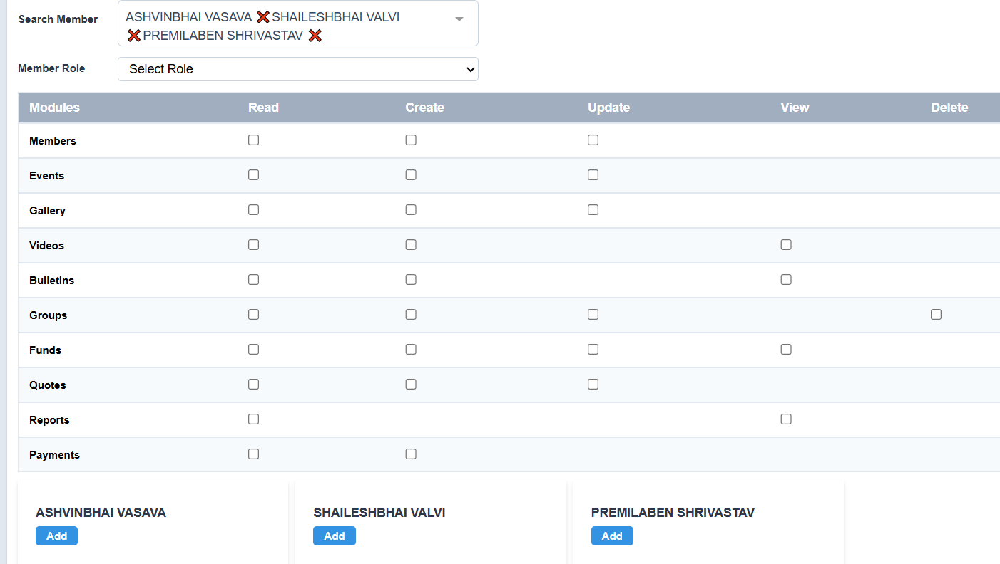 Search Member
ASHVINBHAI VASAVA ❌SHAILESHBHAI VALVI
❌PREMILABEN SHRIVASTAV ❌
Member Role
Select Role
Modules Read Create Update View Delete
Members
Events
Gallery
Videos
Bulletins
Groups
Funds
Quotes
Reports
Payments
ASHVINBHAI VASAVA SHAILESHBHAI VALVI PREMILABEN SHRIVASTAV
Add Add Add